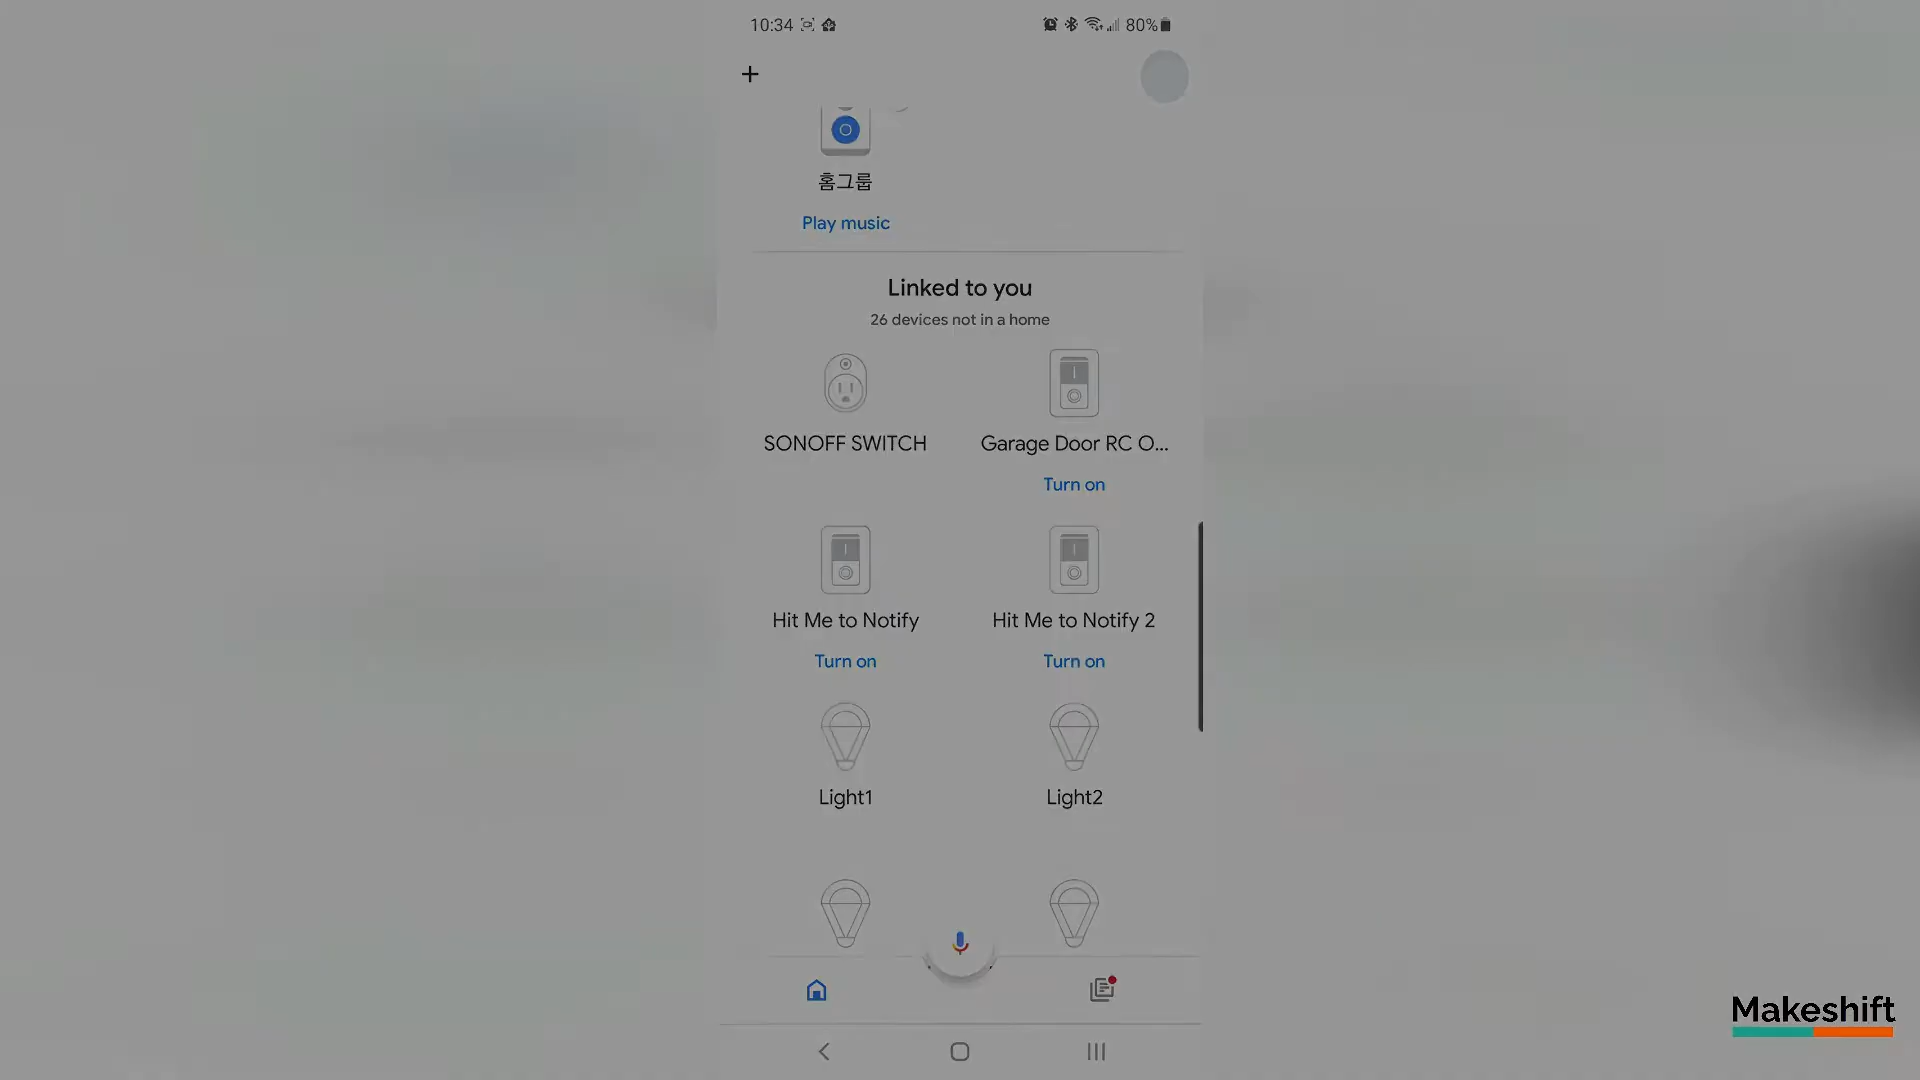 10:34
80%
홈그룹
Play music
Linked to you
26 devices not in a home
SONOFF SWITCH
Garage Door RC O...
Turn on
Hit Me to Notify
Hit Me to Notify 2
Turn on
Turn on
Light1
Light2
Makeshift